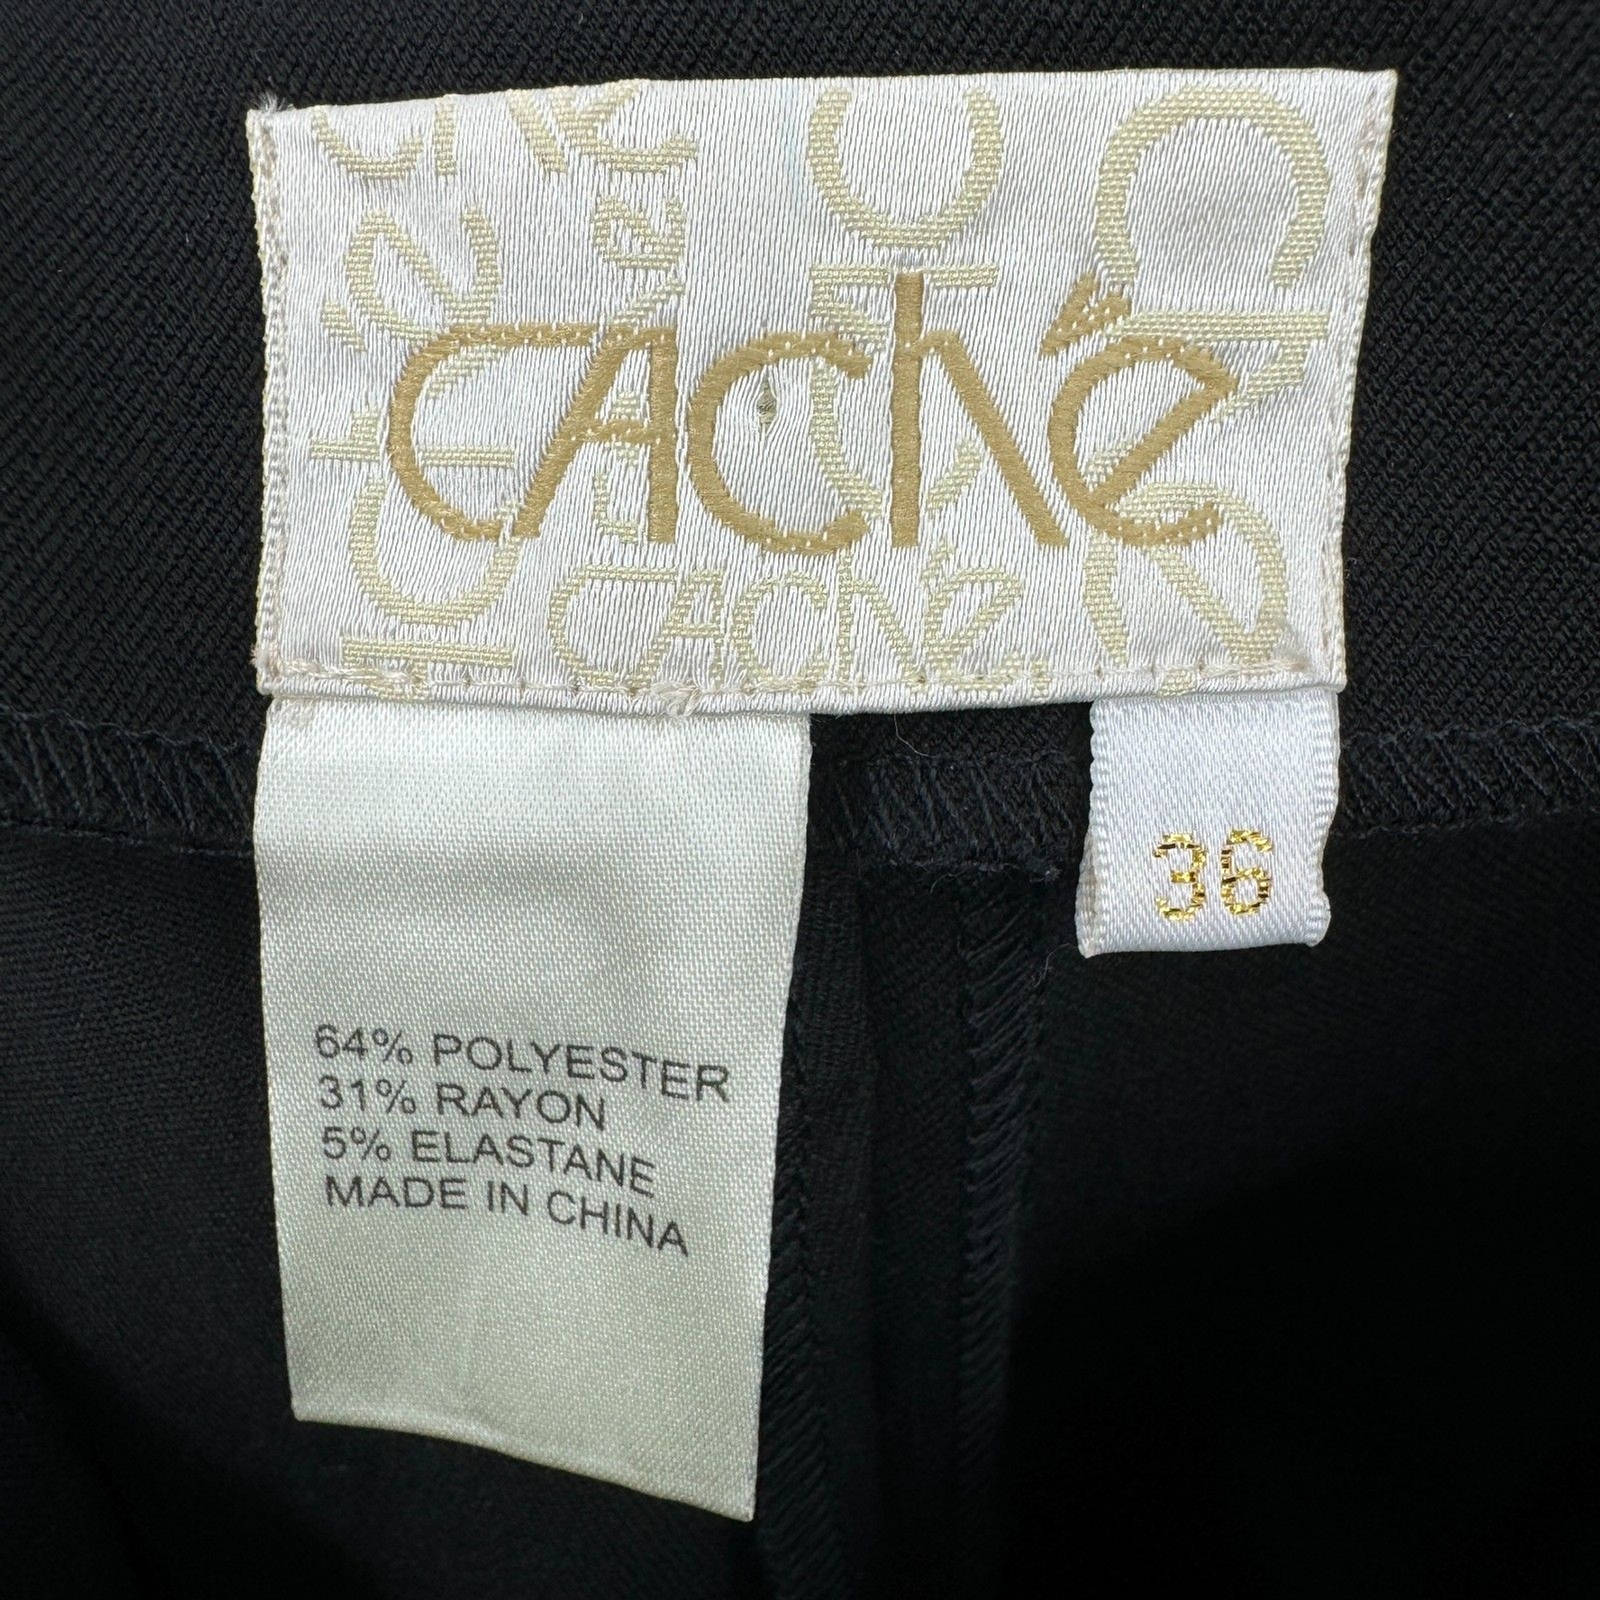 CAChé
CAChé
36
64% POLYESTER
31% RAYON
5% ELASTANE
MADE IN CHINA